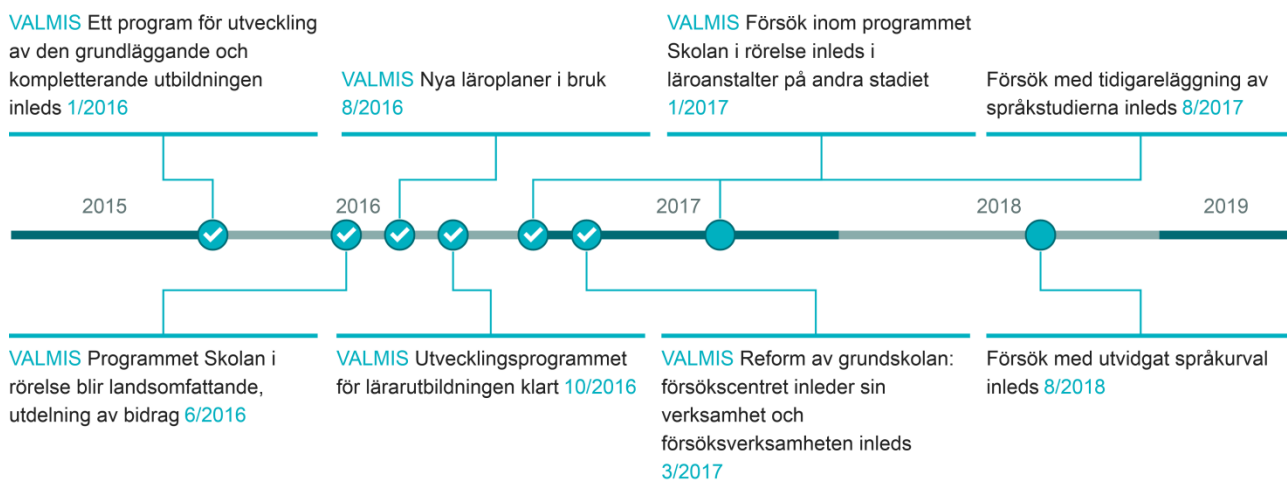 VALMIS Ett program för utveckling
av den grundläggande och
kompletterande utbildningen
inleds 1/2016
VALMIS Nya läroplaner i bruk
8/2016
VALMIS Försök inom programmet
Skolan i rörelse inleds i
läroanstalter på andra stadiet
1/2017
Försök med tidigareläggning av
språkstudierna inleds 8/2017
2015
2016
2017
2018
2019
VALMIS Programmet Skolan i
rörelse blir landsomfattande,
utdelning av bidrag 6/2016
VALMIS Utvecklingsprogrammet
för lärarutbildningen klart 10/2016
VALMIS Reform av grundskolan:
försökscentret inleder sin
verksamhet och
försöksverksamheten inleds
3/2017
Försök med utvidgat språkurval
inleds 8/2018